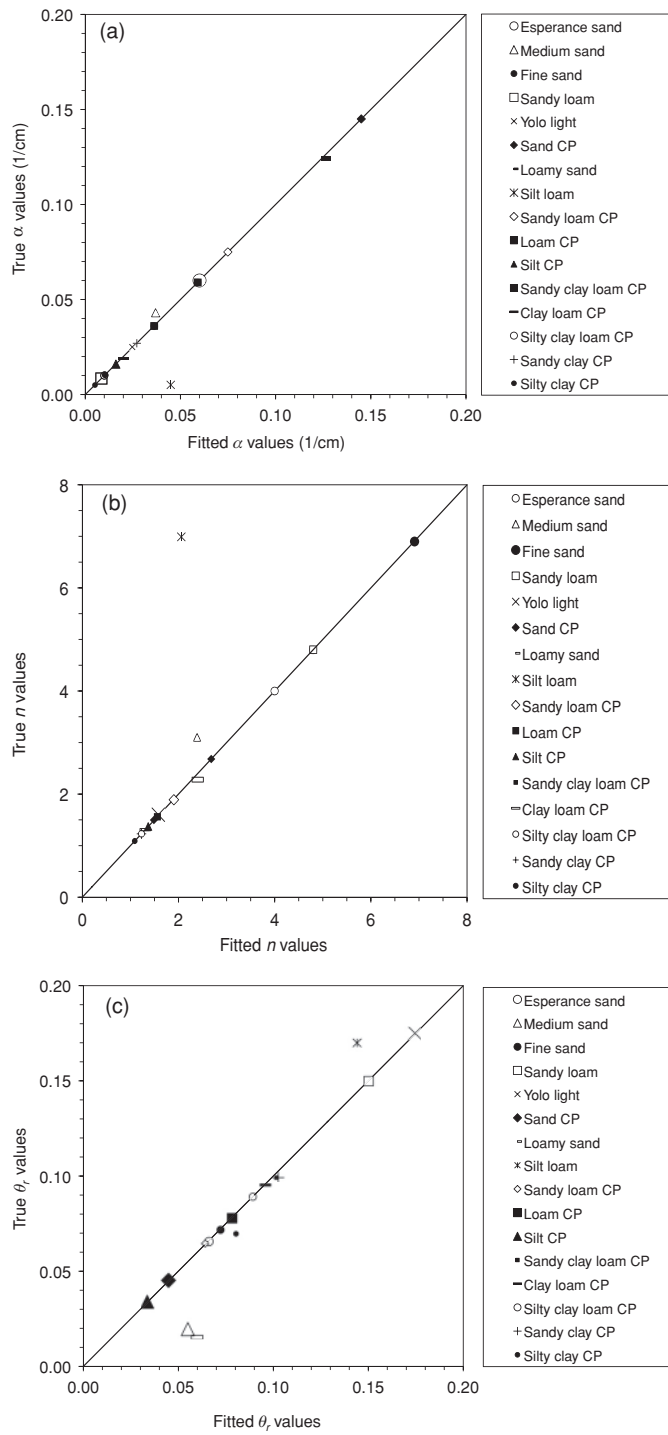 (a)
0.20
0.15
0.10
0.05
0.00
True α values (1/cm)
0.00 0.05 0.10 0.15 0.20
Fitted α values (1/cm)
Esperance sand
Medium sand
Fine sand
Sandy loam
Yolo light
Sand CP
Loamy sand
Silt loam
Sandy loam CP
Loam CP
Silt CP
Sandy clay loam CP
Clay loam CP
Silty clay loam CP
Sandy clay CP
Silty clay CP
(b)
8
6
4
2
0
True n values
0 2 4 6 8
Fitted n values
Esperance sand
Medium sand
Fine sand
Sandy loam
Yolo light
Sand CP
Loamy sand
Silt loam
Sandy loam CP
Loam CP
Silt CP
Sandy clay loam CP
Clay loam CP
Silty clay loam CP
Sandy clay CP
Silty clay CP
(c)
0.20
0.15
0.10
0.05
0.00
True θr values
0.00 0.05 0.10 0.15 0.20
Fitted θr values
Esperance sand
Medium sand
Fine sand
Sandy loam
Yolo light
Sand CP
Loamy sand
Silt loam
Sandy loam CP
Loam CP
Silt CP
Sandy clay loam CP
Clay loam CP
Silty clay loam CP
Sandy clay CP
Silty clay CP